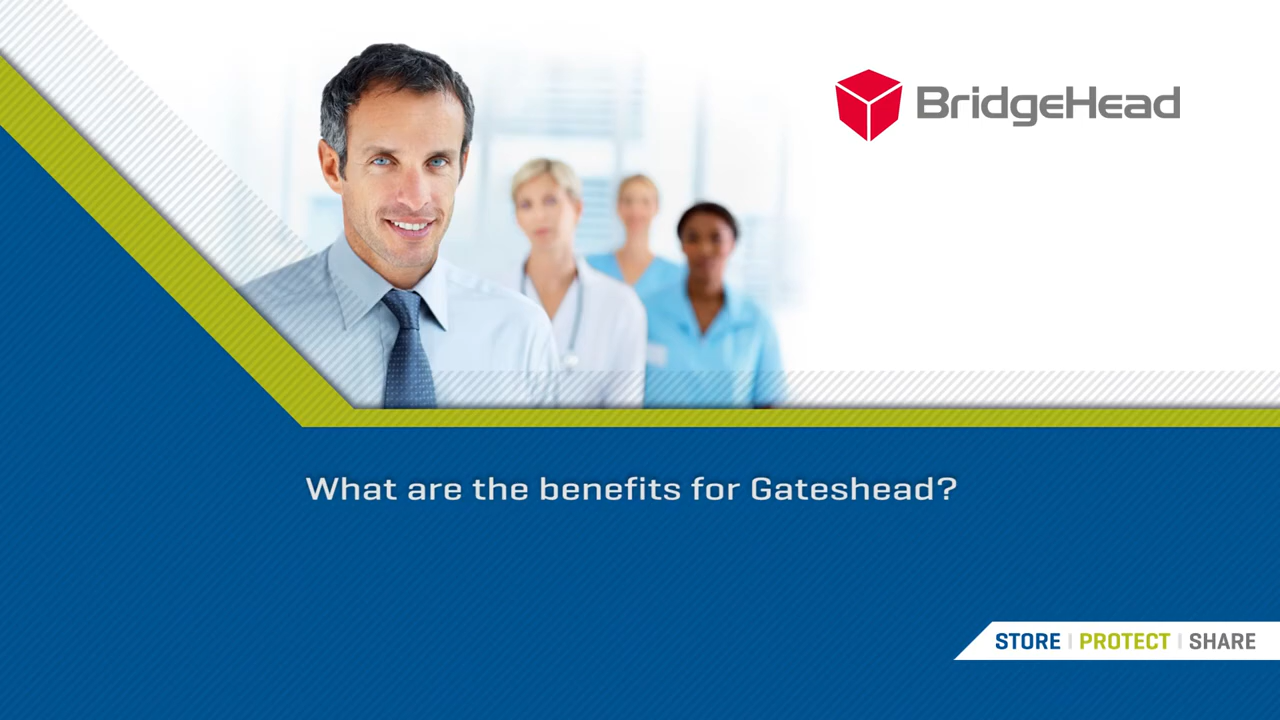 BridgeHead
What are the benefits for Gateshead?
STORE | PROTECT | SHARE